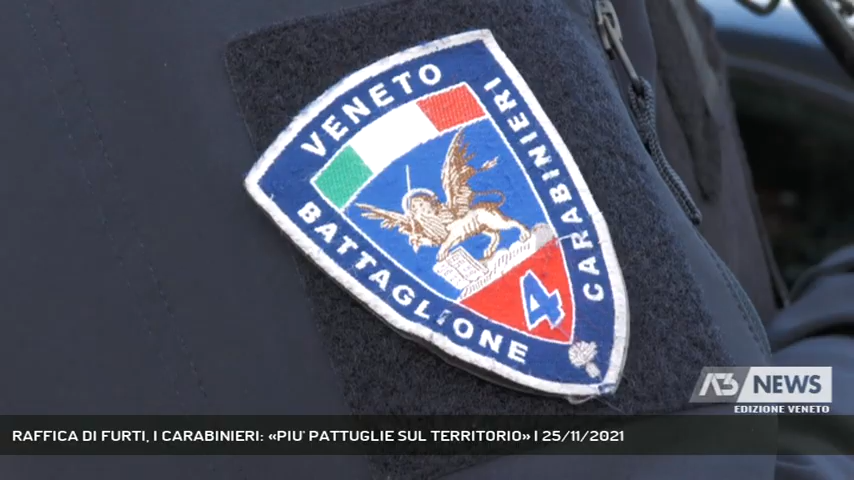 VENETO
CARABINIERI
BATTAGLIONE
4
A3 NEWS
EDIZIONE VENETO
RAFFICA DI FURTI, I CARABINIERI: «PIU' PATTUGLIE SUL TERRITORIO» | 25/11/2021